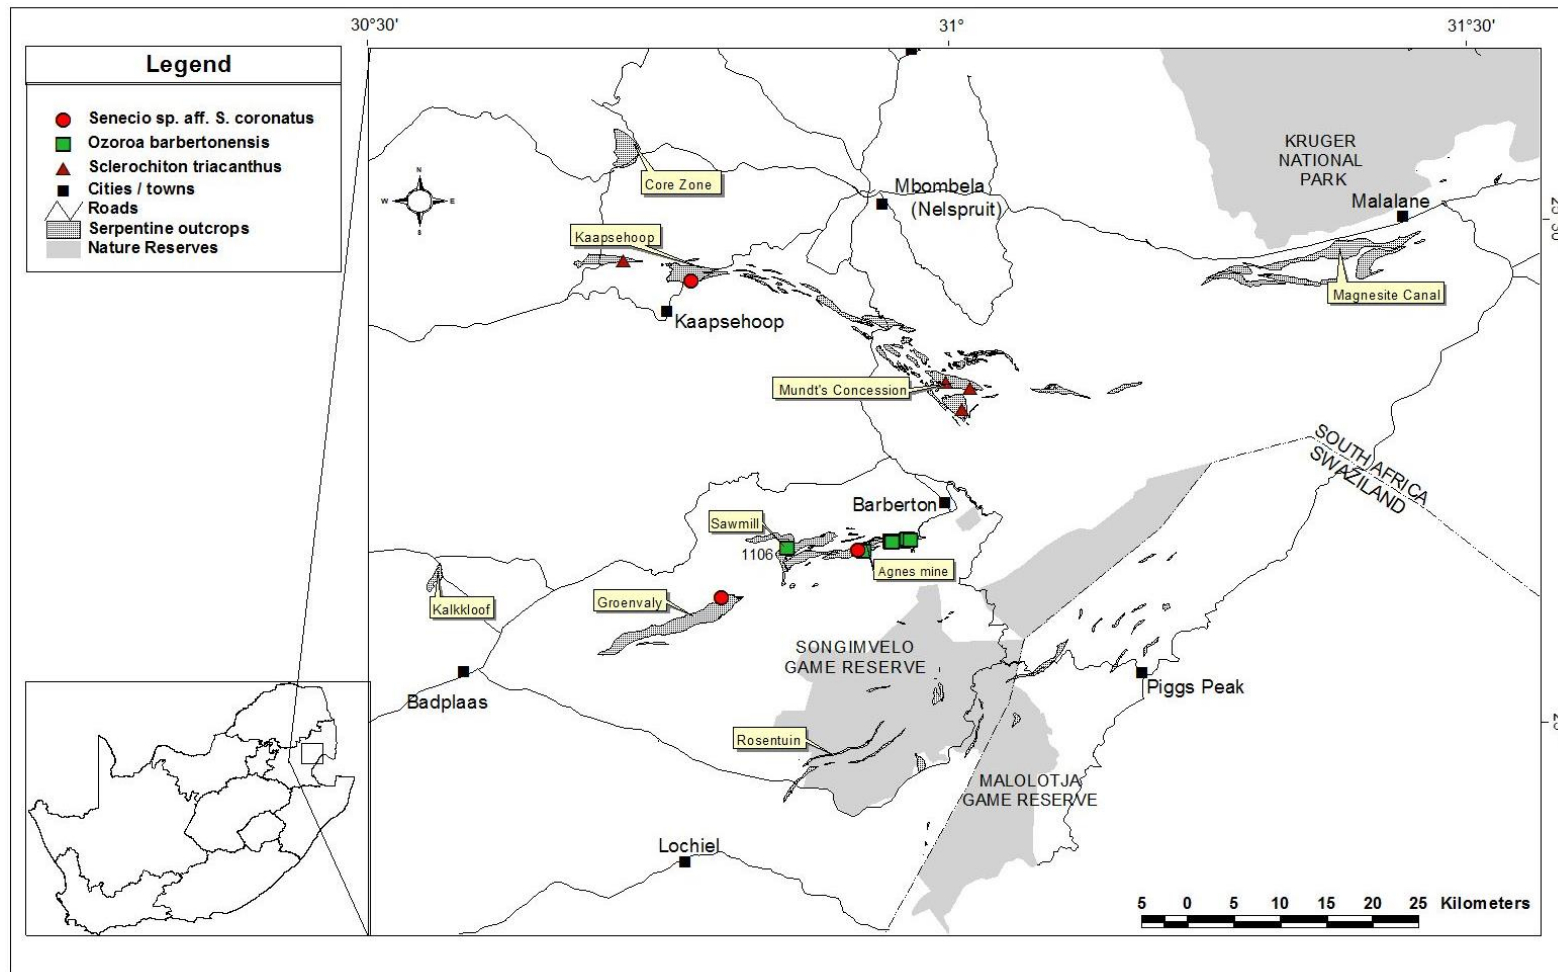 30°30'
31°
31°30'
Legend
Senecio sp. aff. S. coronatus
Ozoroa barbertonensis
Sclerochiton triacanthus
Cities / towns
Roads
Serpentine outcrops
Nature Reserves
N
W
E
S
Core Zone
Mbombela
(Nelspruit)
KRUGER
NATIONAL
PARK
Malalane
Kaapsehoop
Magnesite Canal
Kaapsehoop
Mundt's Concession
SOUTH AFRICA
SWAZILAND
Barberton
Sawmill
1106
Agnes mine
Kalkkloof
Groenvaly
SONGIMVELO
GAME RESERVE
Badplaas
Piggs Peak
Rosentuin
MALOLOTJA
GAME RESERVE
Lochiel
5 0 5 10 15 20 25 Kilometers